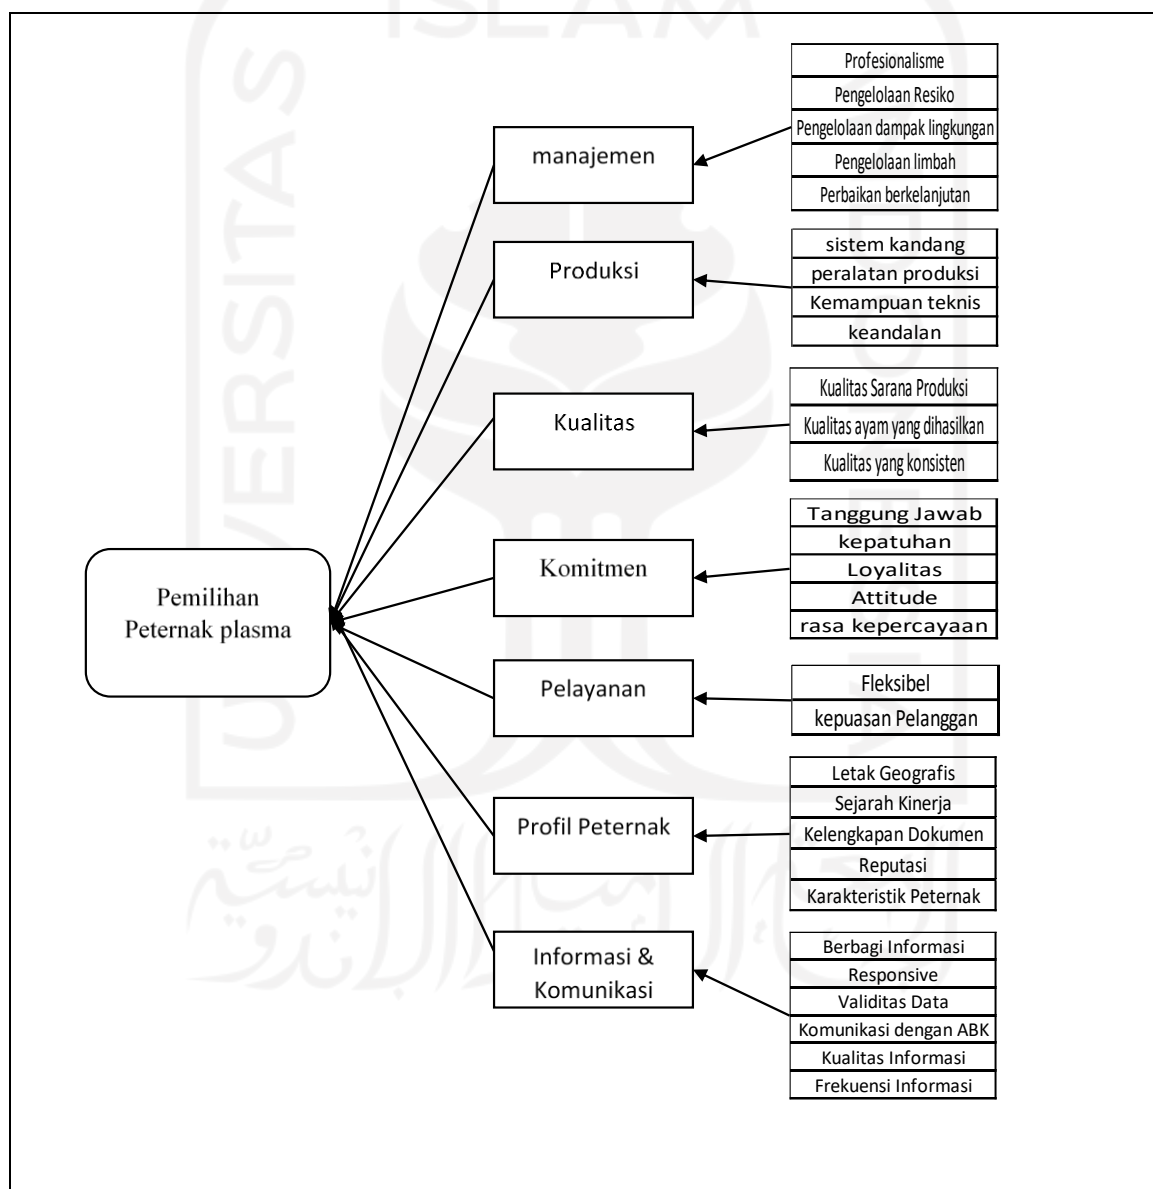 ISLAM
UNIVERSITAS
INDONESIA
Pemilihan
Peternak plasma
manajemen
Profesionalisme
Pengelolaan Resiko
Pengelolaan dampak lingkungan
Pengelolaan limbah
Perbaikan berkelanjutan
Produksi
sistem kandang
peralatan produksi
Kemampuan teknis
keandalan
Kualitas
Kualitas Sarana Produksi
Kualitas ayam yang dihasilkan
Kualitas yang konsisten
Komitmen
Tanggung Jawab
kepatuhan
Loyalitas
Attitude
rasa kepercayaan
Pelayanan
Fleksibel
kepuasan Pelanggan
Profil Peternak
Letak Geografis
Sejarah Kinerja
Kelengkapan Dokumen
Reputasi
Karakteristik Peternak
Informasi &
Komunikasi
Berbagi Informasi
Responsive
Validitas Data
Komunikasi dengan ABK
Kualitas Informasi
Frekuensi Informasi